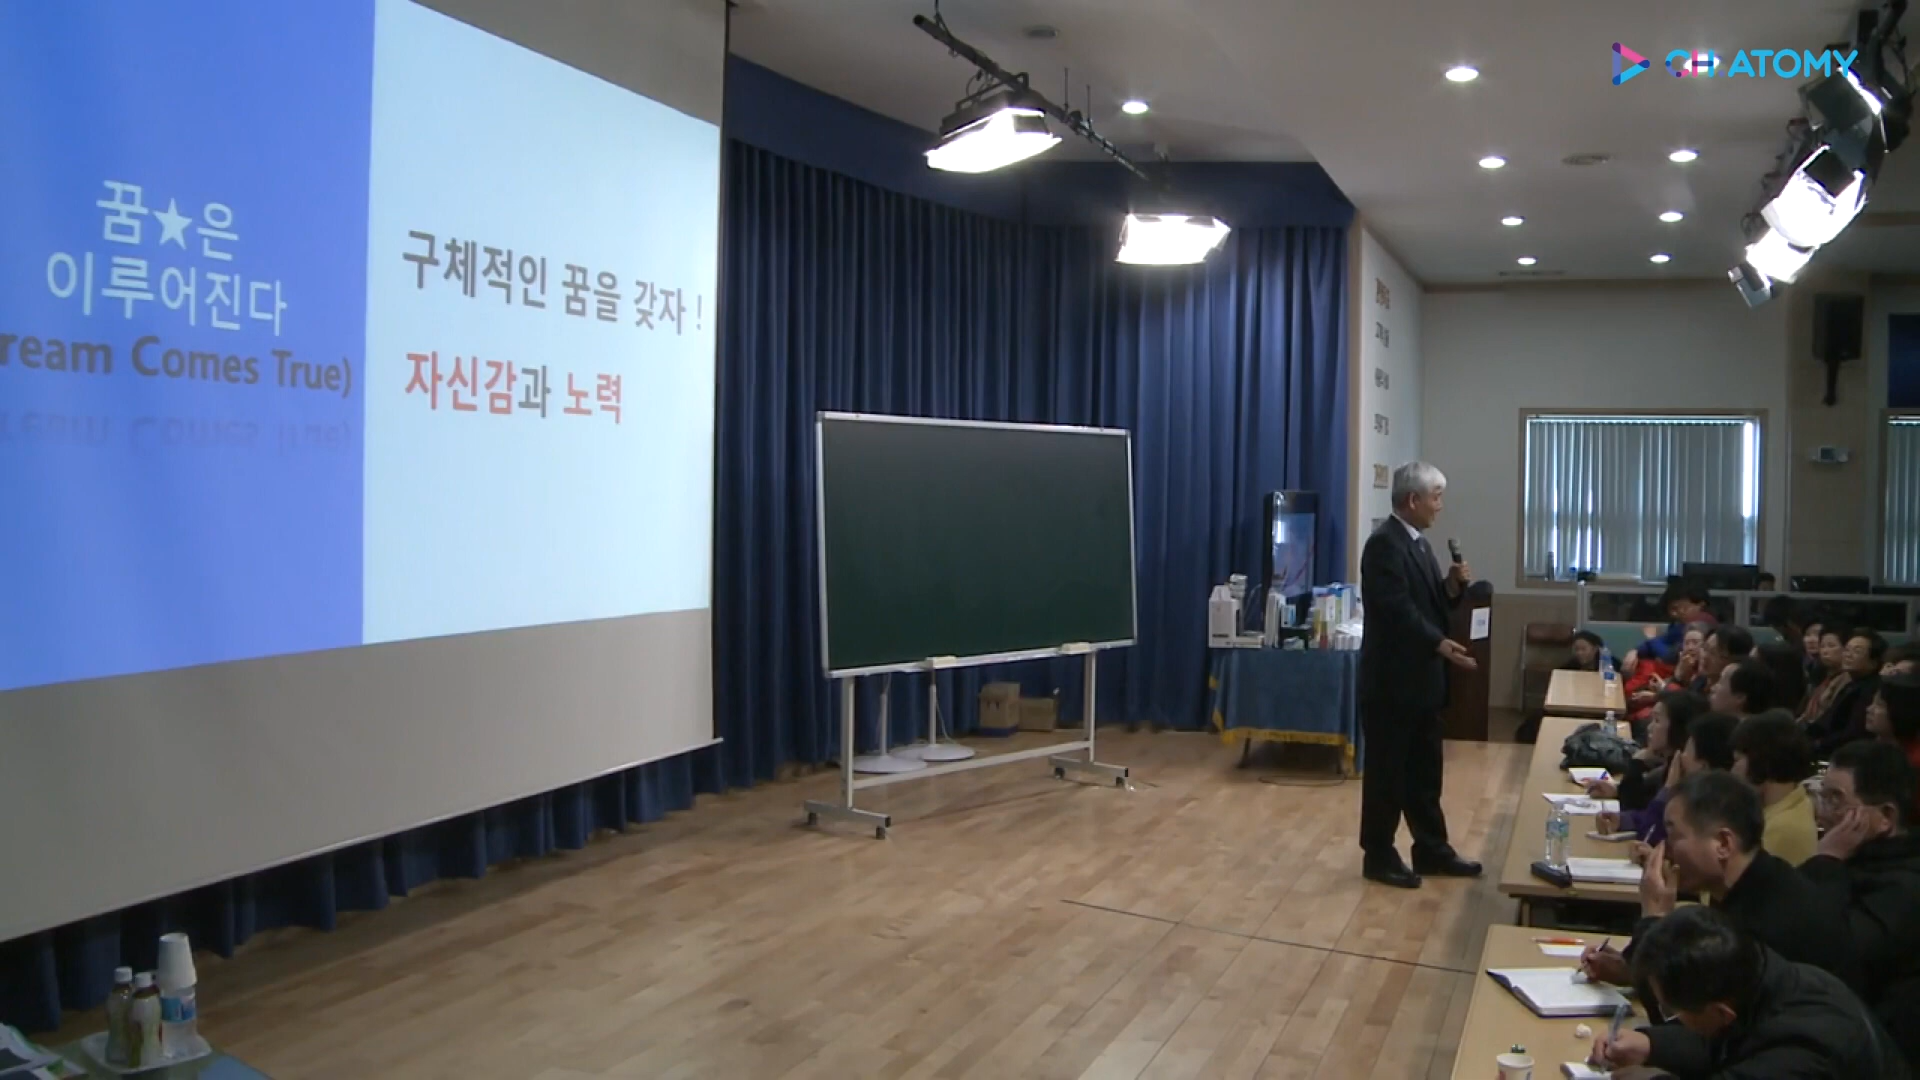 CH ATOMY
꿈★은
이루어진다
ream Comes True)
구체적인 꿈을 갖자 !
자신감과 노력